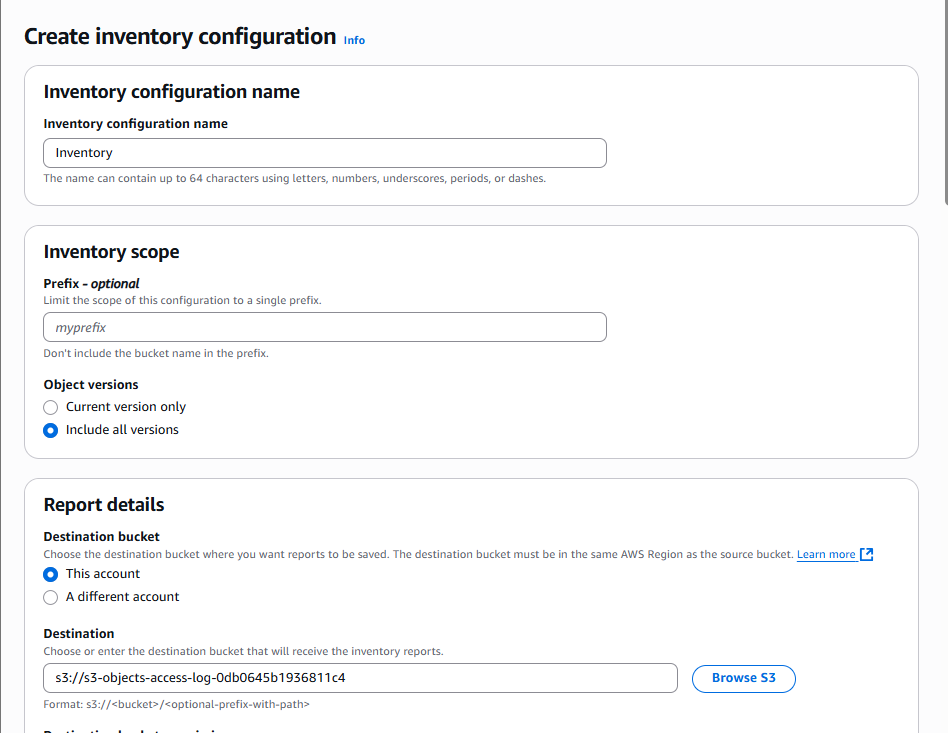 Create inventory configuration Info
Inventory configuration name
Inventory configuration name
Inventory
The name can contain up to 64 characters using letters, numbers, underscores, periods, or dashes.
Inventory scope
Prefix - optional
Limit the scope of this configuration to a single prefix.
myprefix
Don't include the bucket name in the prefix.
Object versions
Current version only
Include all versions
Report details
Destination bucket
Choose the destination bucket where you want reports to be saved. The destination bucket must be in the same AWS Region as the source bucket. Learn more
This account
A different account
Destination
Choose or enter the destination bucket that will receive the inventory reports.
s3://s3-objects-access-log-0db0645b1936811c4
Browse S3
Format: s3://<bucket>/<optional-prefix-with-path>